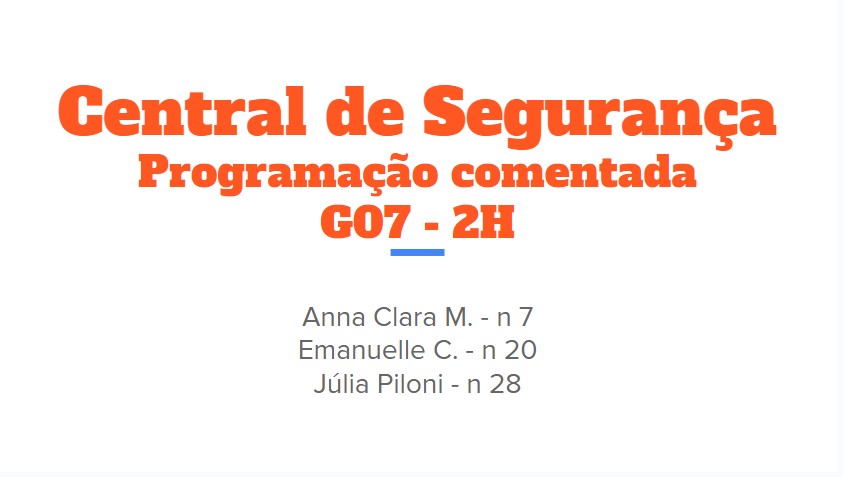 Central de Segurança
Programação comentada
G07 - 2H
Anna Clara M. - n 7
Emanuelle C. - n 20
Júlia Piloni - n 28